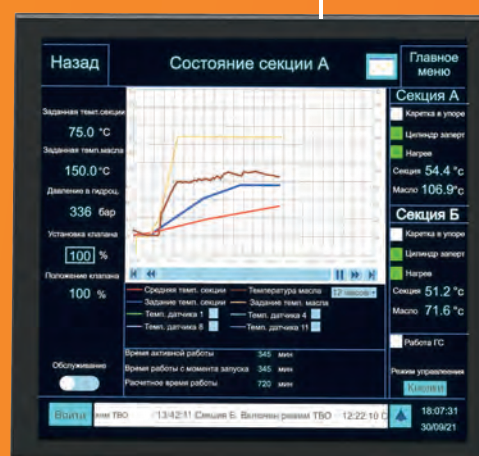 Назад
Состояние секции А
Главное
меню
Заданная темп.секции
75.0 °С
Заданная темп.масла
150.0 °С
Давление в гидроц.
336 бар
Установка клапана
100 %
Положение клапана
100 %
Обслуживание
Средняя темп. секции
Температура масла
12 часов
Задание темп. секции
Задание темп. масла
Темп. датчика 1
Темп. датчика 4
Темп. датчика 8
Темп. датчика 11
Время активной работы 345 мин
Время работы с момента запуска 345 мин
Расчетное время работы 720 мин
Секция А
Каретка в упоре
Цилиндр заперт
Нагрев
Секция 54.4 °с
Масло 106.9°с
Секция Б
Каретка в упоре
Цилиндр заперт
Нагрев
Секция 51.2 °с
Масло 71.6 °с
Работа ГС
Режим управления
Кнопки
Войти
ТВО 13:42:11 Секция Б. Включен режим ТВО 12:22:10 С
18:07:31
30/09/21